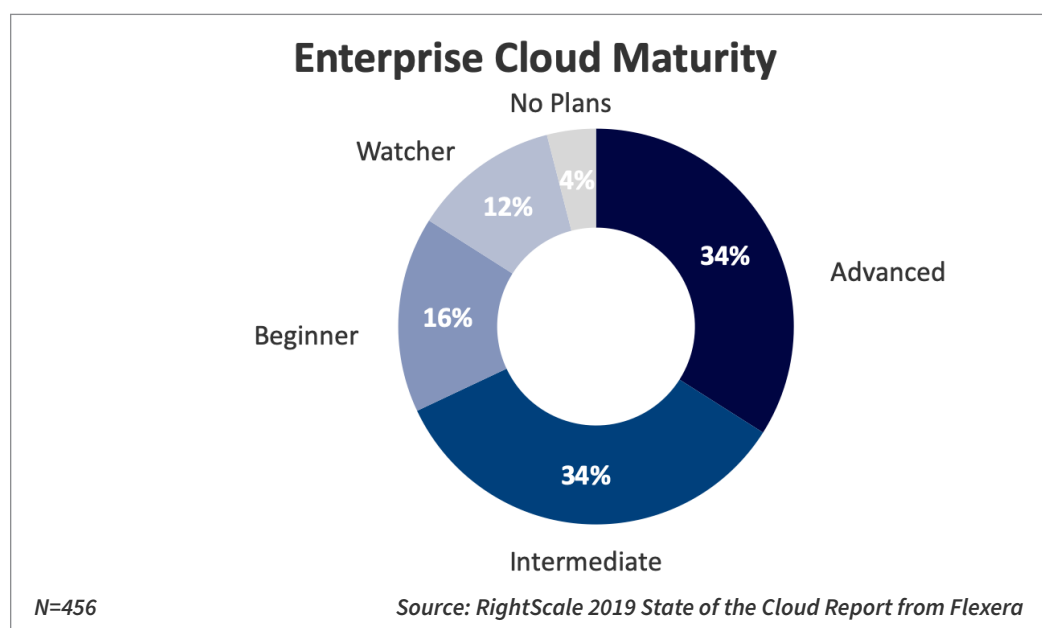 Enterprise Cloud Maturity
No Plans
Watcher
4%
12%
34%
Advanced
16%
Beginner
34%
Intermediate
N=456
Source: RightScale 2019 State of the Cloud Report from Flexera